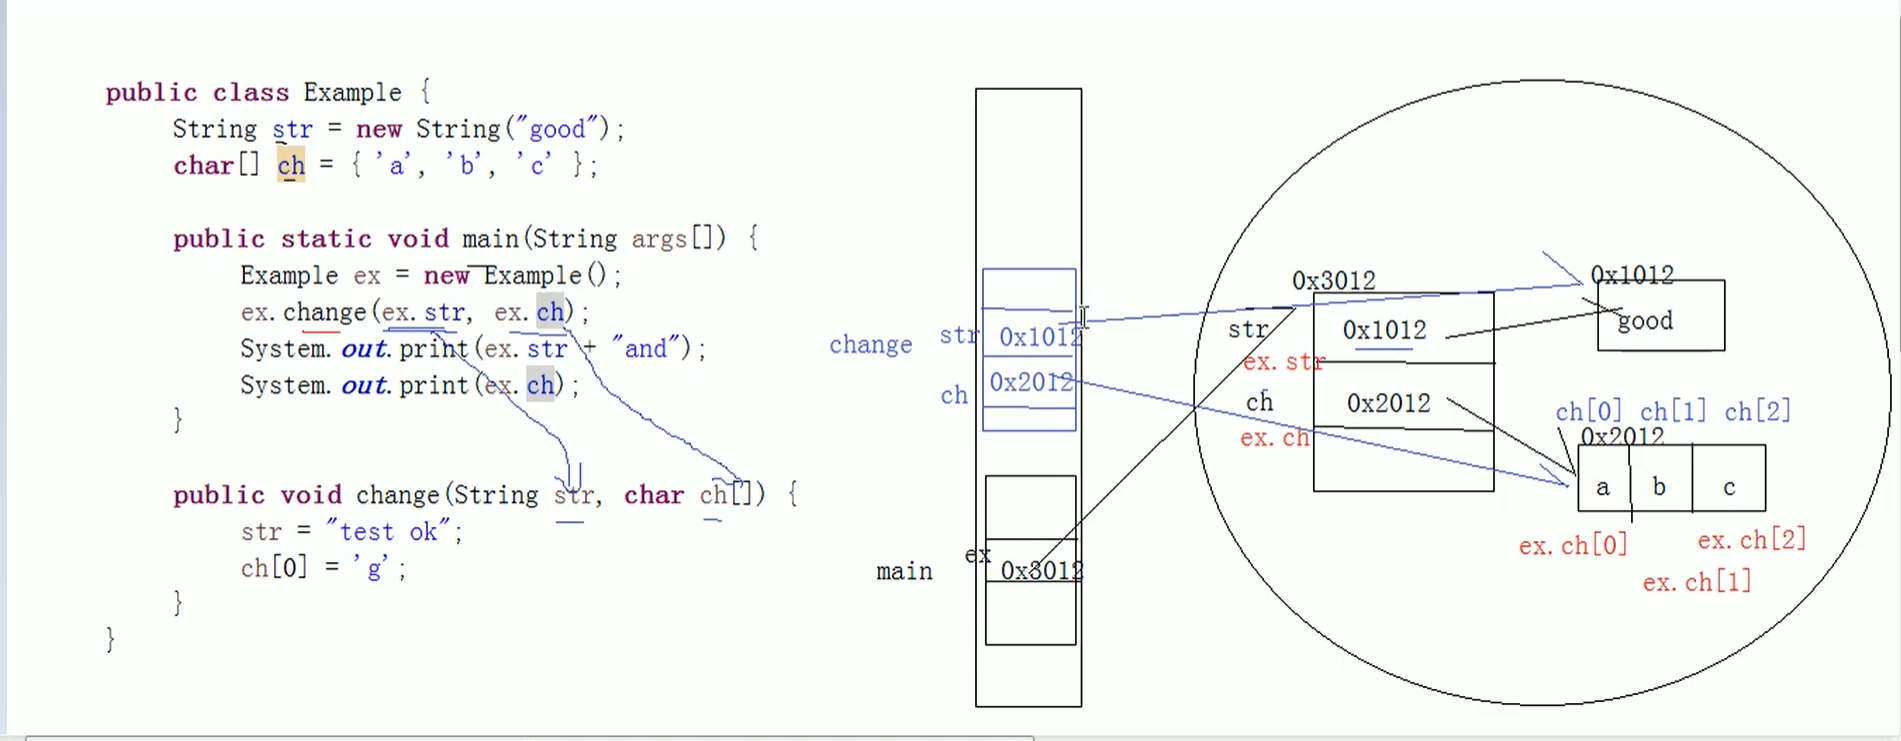 public class Example {
String str = new String("good");
char[] ch = { 'a', 'b', 'c' };
public static void main(String args[]) {
Example ex = new Example();
ex.change(ex.str, ex.ch);
System.out.print(ex.str + "and");
System.out.print(ex.ch);
}
public void change(String str, char ch[]) {
str = "test ok";
ch[0] = 'g';
}
}
change
str 0x1012
ch 0x2012
main
ex 0x3012
0x3012
str 0x1012
ex.str
ch 0x2012
ex.ch
0x1012
good
ch[0] ch[1] ch[2]
0x2012
a b c
ex.ch[0] ex.ch[2]
ex.ch[1]